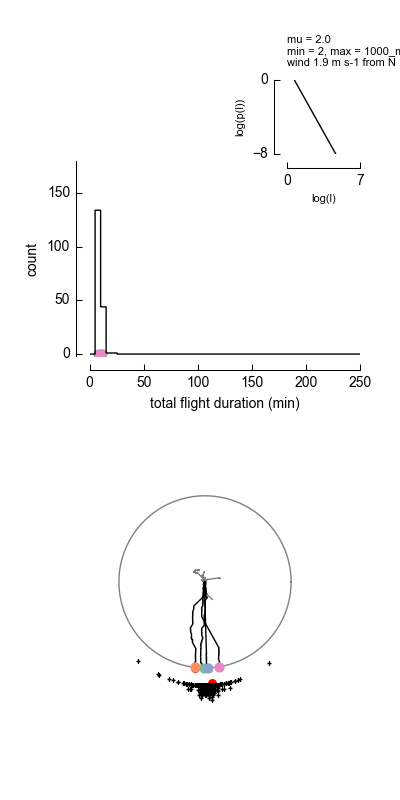 mu = 2.0
min = 2, max = 1000_m
wind 1.9 m s-1 from N
0
log(p(l))
−8
0
7
log(l)
150
100
count
50
0
0
50
100
150
200
250
total flight duration (min)